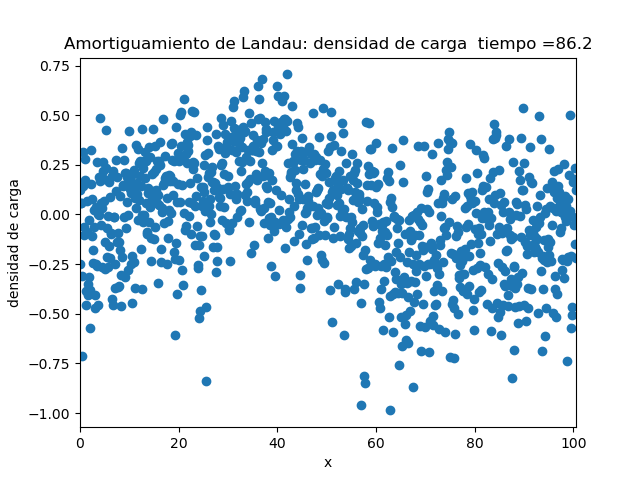 Amortiguamiento de Landau: densidad de carga  tiempo =86.2
0.75
0.50
0.25
0.00
−0.25
−0.50
−0.75
−1.00
densidad de carga
0 20 40 60 80 100
x